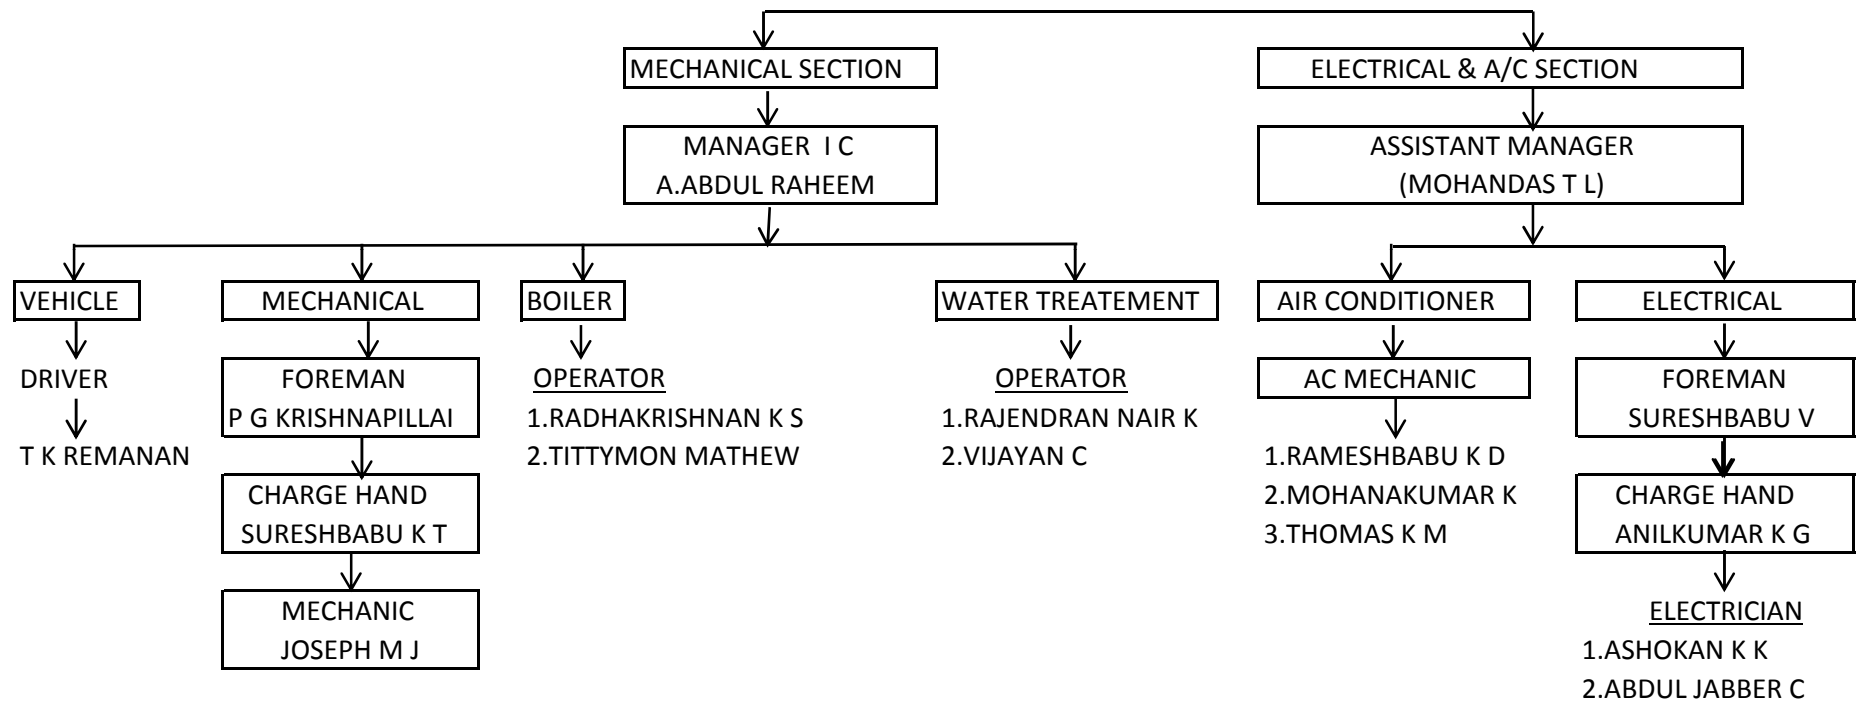 MECHANICAL SECTION
ELECTRICAL & A/C SECTION
MANAGER I C
A.ABDUL RAHEEM
ASSISTANT MANAGER
(MOHANDAS T L)
VEHICLE
DRIVER
T K REMANAN
MECHANICAL
FOREMAN
P G KRISHNAPILLAI
CHARGE HAND
SURESHBABU K T
MECHANIC
JOSEPH M J
BOILER
OPERATOR
1.RADHAKRISHNAN K S
2.TITTYMON MATHEW
WATER TREATEMENT
OPERATOR
1.RAJENDRAN NAIR K
2.VIJAYAN C
AIR CONDITIONER
AC MECHANIC
1.RAMESHBABU K D
2.MOHANAKUMAR K
3.THOMAS K M
ELECTRICAL
FOREMAN
SURESHBABU V
CHARGE HAND
ANILKUMAR K G
ELECTRICIAN
1.ASHOKAN K K
2.ABDUL JABBER C